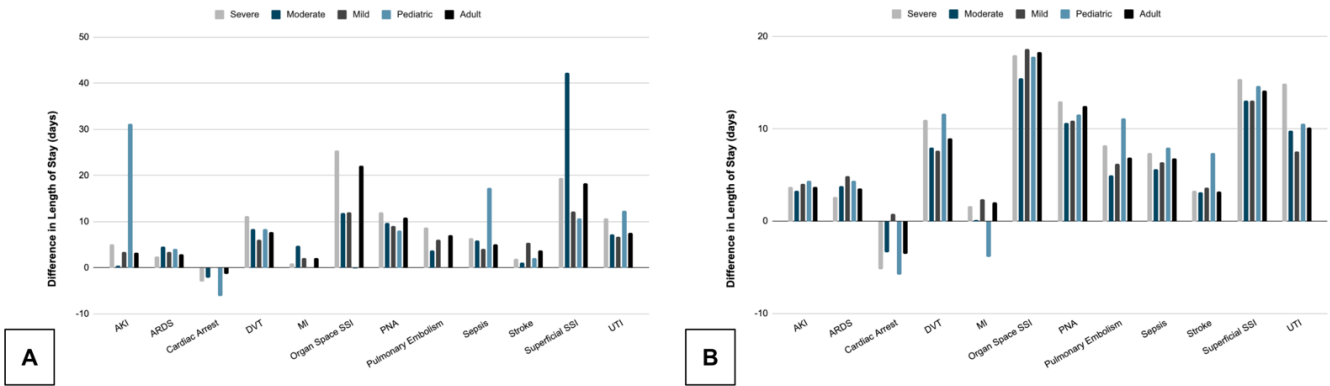 Severe Moderate Mild Pediatric Adult
Difference in Length of Stay (days)
50
40
30
20
10
0
-10
AKI
ARDS
Cardiac Arrest
DVT
MI
Organ Space SSI
PNA
Pulmonary Embolism
Sepsis
Stroke
Superficial SSI
UTI
A
Severe Moderate Mild Pediatric Adult
Difference in Length of Stay (days)
20
10
0
-10
AKI
ARDS
Cardiac Arrest
DVT
MI
Organ Space SSI
PNA
Pulmonary Embolism
Sepsis
Stroke
Superficial SSI
UTI
B